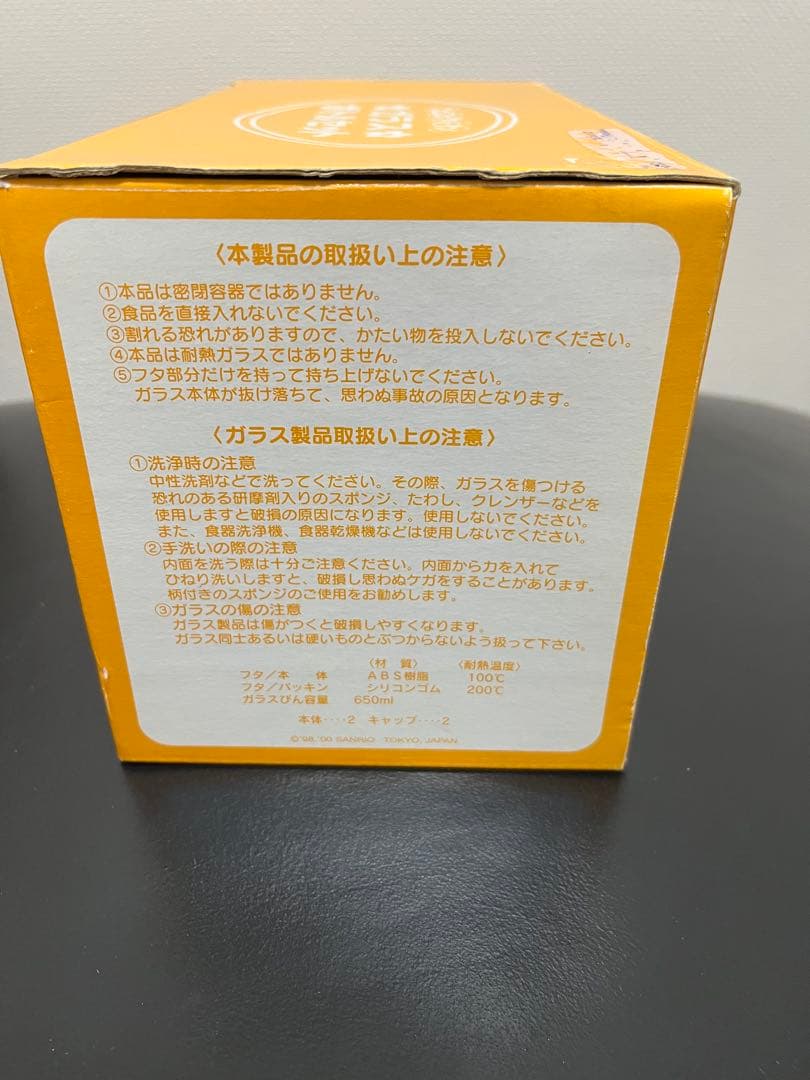 〈本製品の取扱い上の注意〉
①本品は密閉容器ではありません。
②食品を直接入れないでください。
③割れる恐れがありますので、かたい物を投入しないでください。
④本品は耐熱ガラスではありません。
⑤フタ部分だけを持って持ち上げないでください。
ガラス本体が抜け落ちて、思わぬ事故の原因となります。
〈ガラス製品取扱い上の注意〉
①洗浄時の注意
中性洗剤などで洗ってください。その際、ガラスを傷つける
恐れのある研摩剤入りのスポンジ、たわし、クレンザーなどを
使用しますと破損の原因になります。使用しないでください。
また、食器洗浄機、食器乾燥機などは使用しないでください。
②手洗いの際の注意
内面を洗う際は十分ご注意ください。内面から力を入れて
ひねり洗いしますと、破損し思わぬケガをすることがあります。
柄付きのスポンジのご使用をお勧めします。
③ガラスの傷の注意
ガラス製品は傷がつくと破損しやすくなります。
ガラス同士あるいは硬いものとぶつからないよう扱って下さい。
〈材質〉 〈耐熱温度〉
フタ/本体 ABS樹脂 100℃
フタ/パッキン シリコンゴム 200℃
ガラスびん容量 650ml
本体‥‥2 キャップ‥‥2
©'98,'00 SANRIO TOKYO, JAPAN